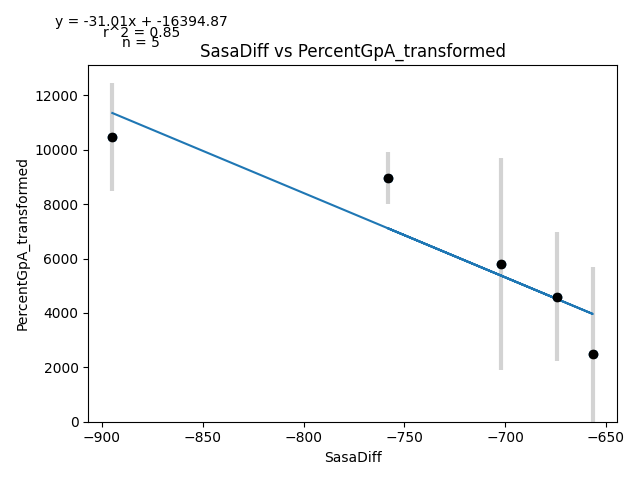 y = -31.01x + -16394.87
r^2 = 0.85
n = 5
SasaDiff vs PercentGpA_transformed
PercentGpA_transformed
12000
10000
8000
6000
4000
2000
0
−900
−850
−800
−750
−700
−650
SasaDiff